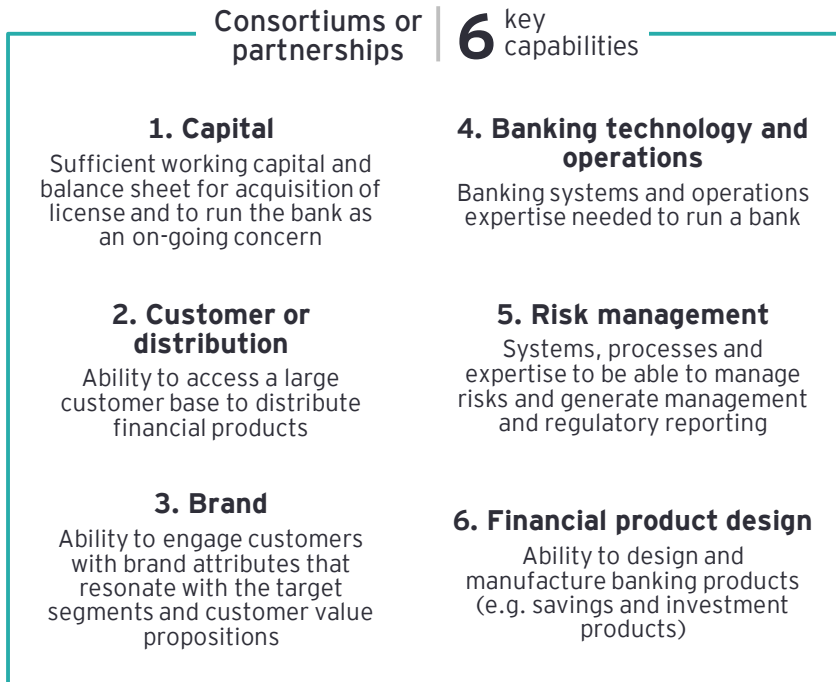 Consortiums or
partnerships
6 key
capabilities
1. Capital
Sufficient working capital and
balance sheet for acquisition of
license and to run the bank as
an on-going concern
2. Customer or
distribution
Ability to access a large
customer base to distribute
financial products
3. Brand
Ability to engage customers
with brand attributes that
resonate with the target
segments and customer value
propositions
4. Banking technology and
operations
Banking systems and operations
expertise needed to run a bank
5. Risk management
Systems, processes and
expertise to be able to manage
risks and generate management
and regulatory reporting
6. Financial product design
Ability to design and
manufacture banking products
(e.g. savings and investment
products)